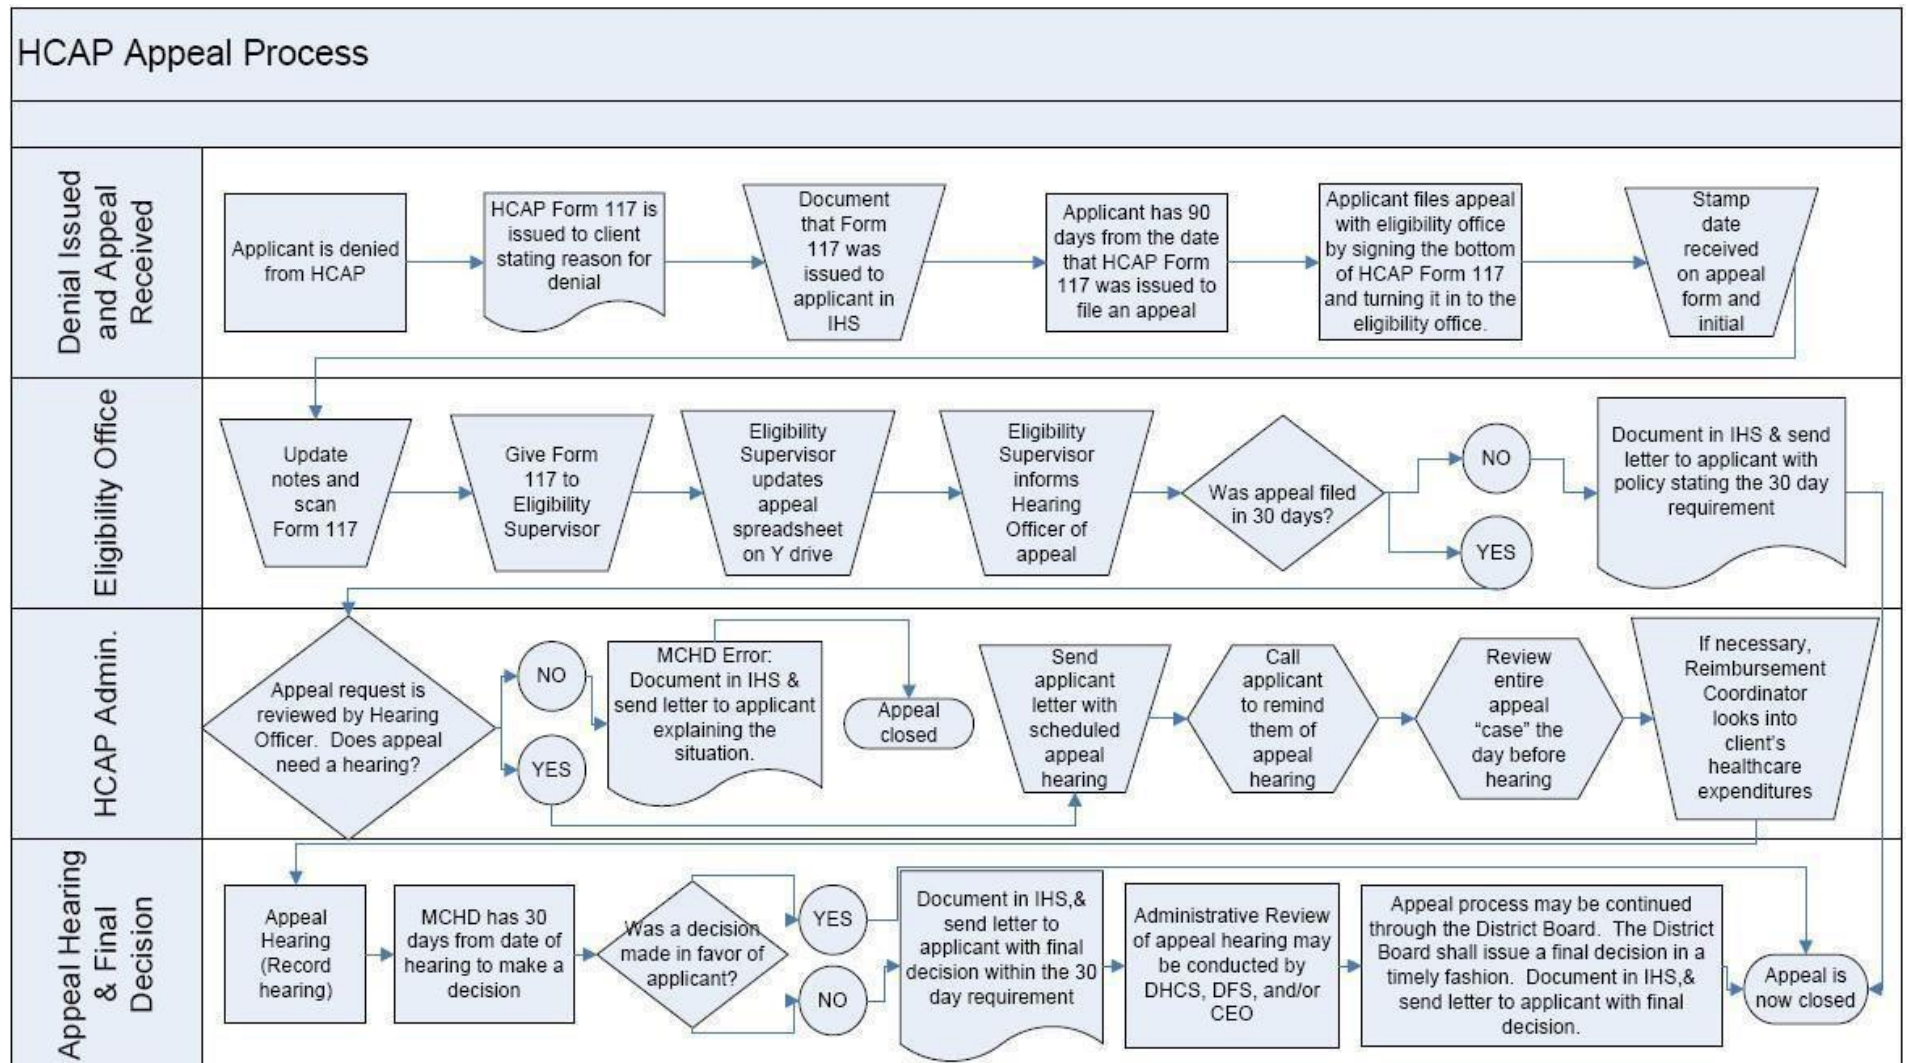 HCAP Appeal Process
Denial Issued
and Appeal
Received
Applicant is denied
from HCAP
HCAP Form 117 is
issued to client
stating reason for
denial
Document
that Form
117 was
issued to
applicant in
IHS
Applicant has 90
days from the date
that HCAP Form
117 was issued to
file an appeal
Applicant files appeal
with eligibility office
by signing the bottom
of HCAP Form 117
and turning it in to the
eligibility office.
Stamp
date
received
on appeal
form and
initial
Eligibility Office
Update
notes and
scan
Form 117
Give Form
117 to
Eligibility
Supervisor
Eligibility
Supervisor
updates
appeal
spreadsheet
on Y drive
Eligibility
Supervisor
informs
Hearing
Officer of
appeal
Was appeal filed
in 30 days?
NO
YES
Document in IHS & send
letter to applicant with
policy stating the 30 day
requirement
HCAP Admin.
Appeal request is
reviewed by Hearing
Officer. Does appeal
need a hearing?
NO
YES
MCHD Error:
Document in IHS &
send letter to applicant
explaining the
situation.
Appeal
closed
Send
applicant
letter with
scheduled
appeal
hearing
Call
applicant
to remind
them of
appeal
hearing
Review
entire
appeal
“case” the
day before
hearing
If necessary,
Reimbursement
Coordinator
looks into
client’s
healthcare
expenditures
Appeal Hearing
& Final
Decision
Appeal
Hearing
(Record
hearing)
MCHD has 30
days from date of
hearing to make a
decision
Was a decision
made in favor of
applicant?
YES
NO
Document in IHS,&
send letter to
applicant with final
decision within the 30
day requirement
Administrative Review
of appeal hearing may
be conducted by
DHCS, DFS, and/or
CEO
Appeal process may be continued
through the District Board. The District
Board shall issue a final decision in a
timely fashion. Document in IHS,&
send letter to applicant with final
decision.
Appeal is
now closed